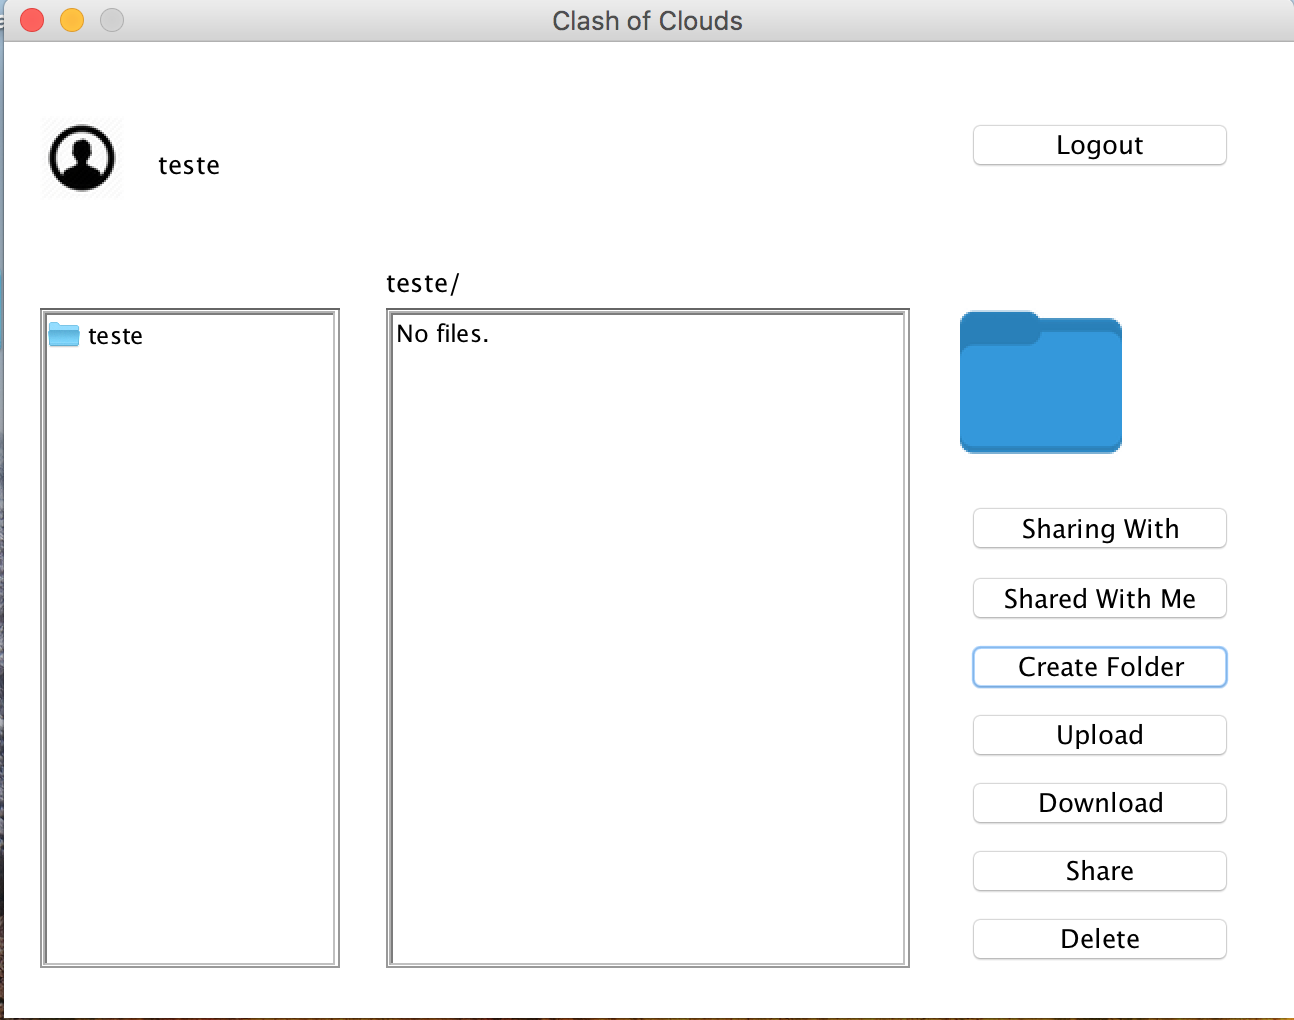 Clash of Clouds
teste
Logout
teste/
teste
No files.
Sharing With
Shared With Me
Create Folder
Upload
Download
Share
Delete